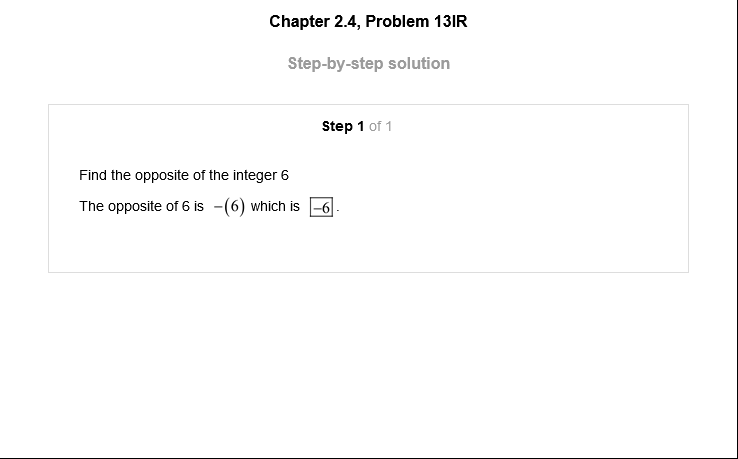 Chapter 2.4, Problem 13IR
Step-by-step solution
Step 1 of 1
Find the opposite of the integer 6
The opposite of 6 is −(6) which is −6.